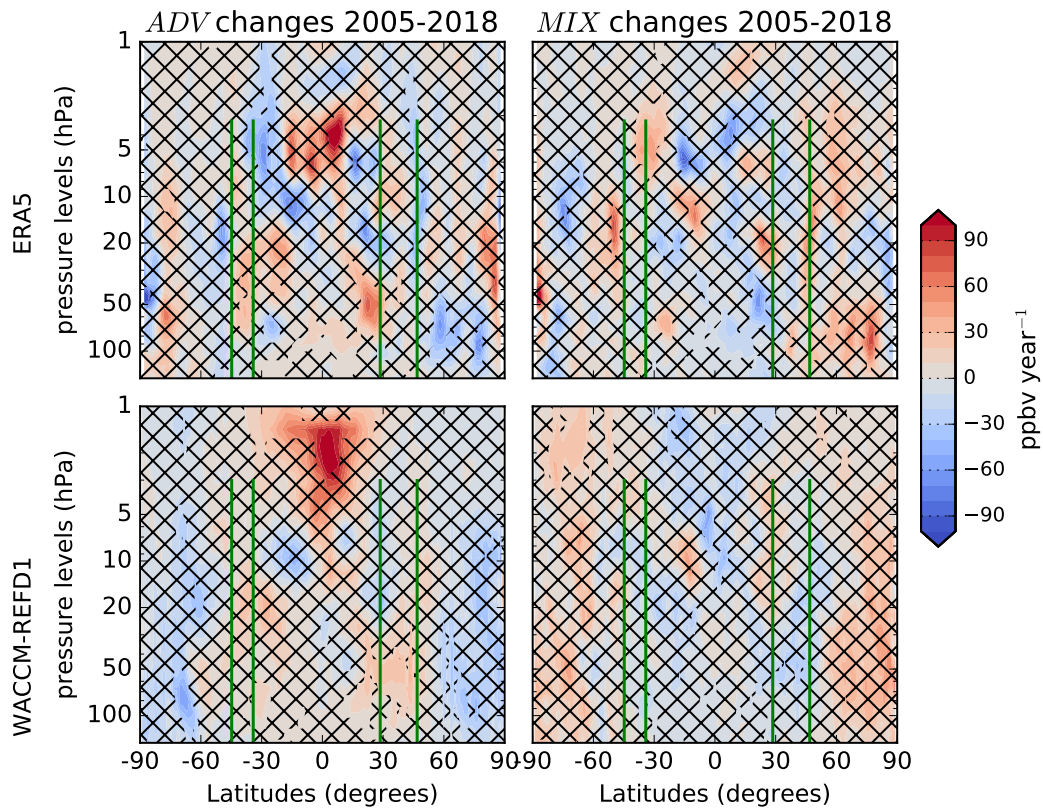 ADV changes 2005-2018
MIX changes 2005-2018
ERA5
pressure levels (hPa)
1
5
10
20
50
100
WACCM-REFD1
pressure levels (hPa)
1
5
10
20
50
100
-90 -60 -30 0 30 60 90
-90 -60 -30 0 30 60 90
Latitudes (degrees)
Latitudes (degrees)
90
60
30
0
−30
−60
−90
ppbv year⁻¹